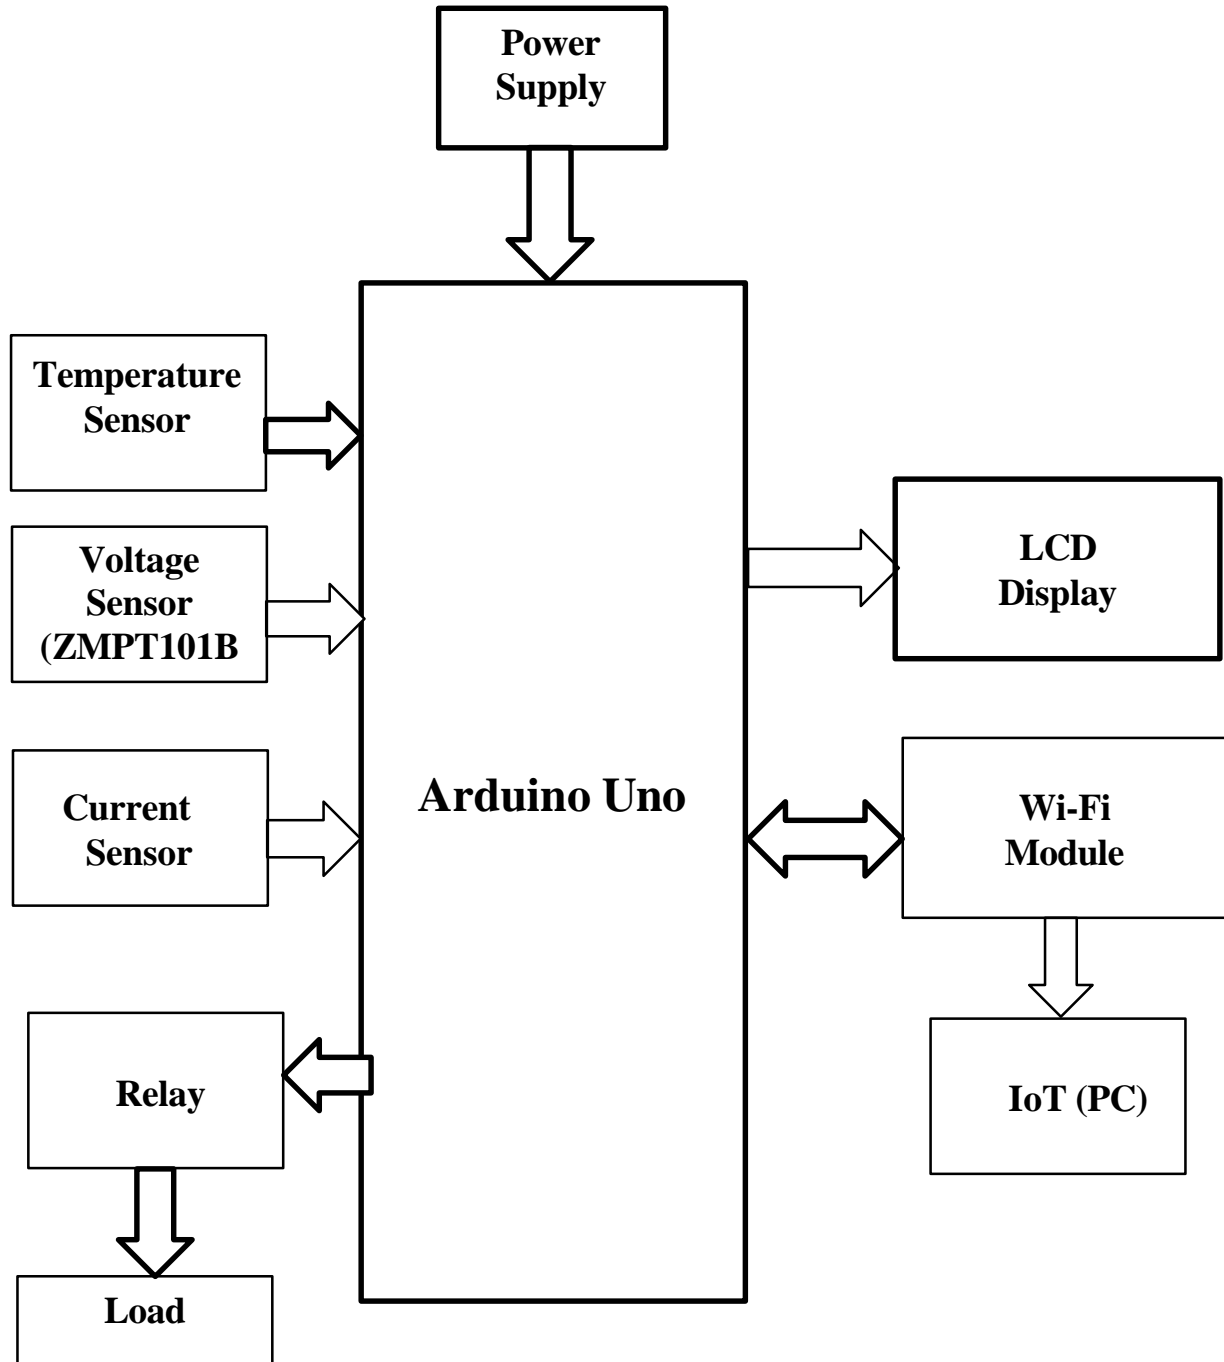 Power
Supply
Temperature
Sensor
Voltage
Sensor
(ZMPT101B
LCD
Display
Current
Sensor
Arduino Uno
Wi-Fi
Module
Relay
IoT (PC)
Load